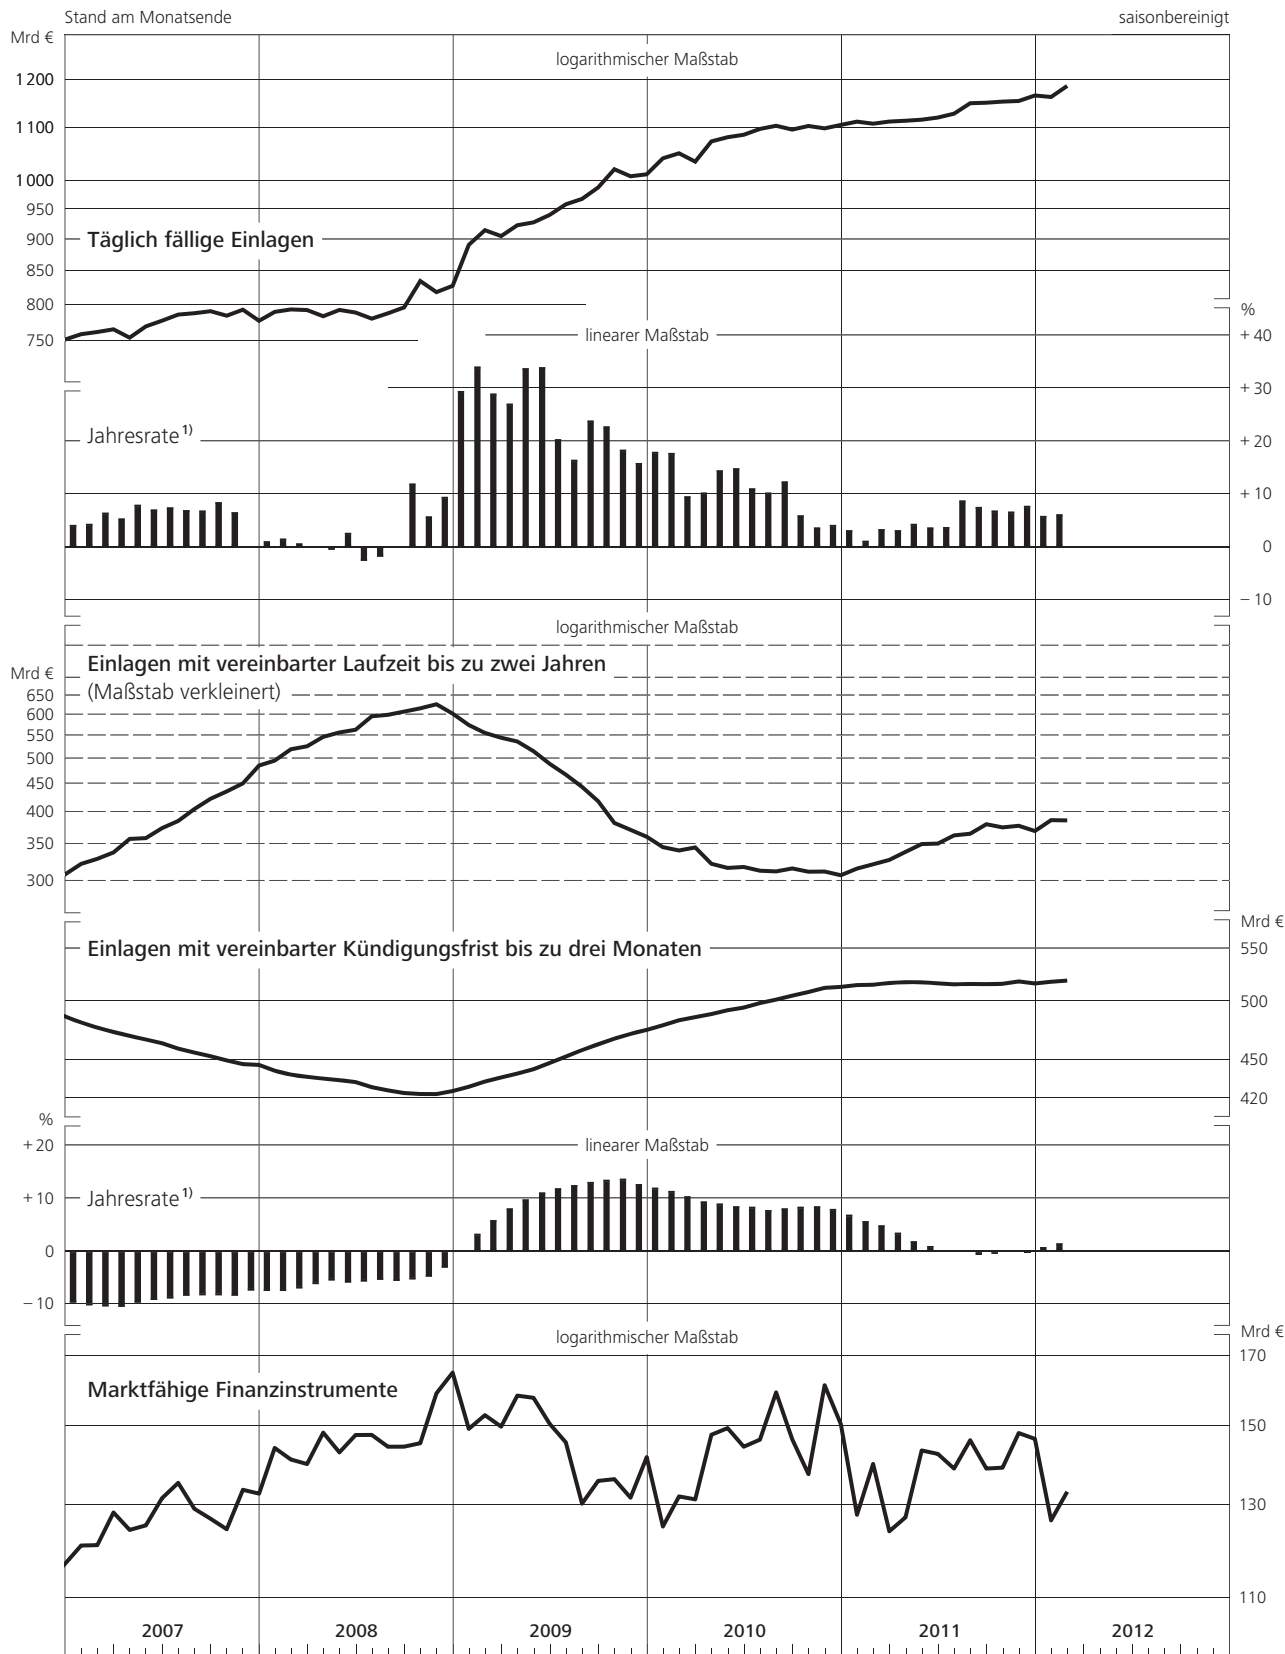 Stand am Monatsende
saisonbereinigt
Mrd €
logarithmischer Maßstab
1 200
1 100
1 000
950
900
Täglich fällige Einlagen
850
800
750
%
linearer Maßstab
+ 40
+ 30
Jahresrate 1)
+ 20
+ 10
0
− 10
logarithmischer Maßstab
Mrd €
Einlagen mit vereinbarter Laufzeit bis zu zwei Jahren
(Maßstab verkleinert)
650
600
550
500
450
400
350
300
Mrd €
Einlagen mit vereinbarter Kündigungsfrist bis zu drei Monaten
550
500
450
420
%
+ 20
linearer Maßstab
+ 10
Jahresrate 1)
0
− 10
logarithmischer Maßstab
Mrd €
170
Marktfähige Finanzinstrumente
150
130
110
2007 2008 2009 2010 2011 2012